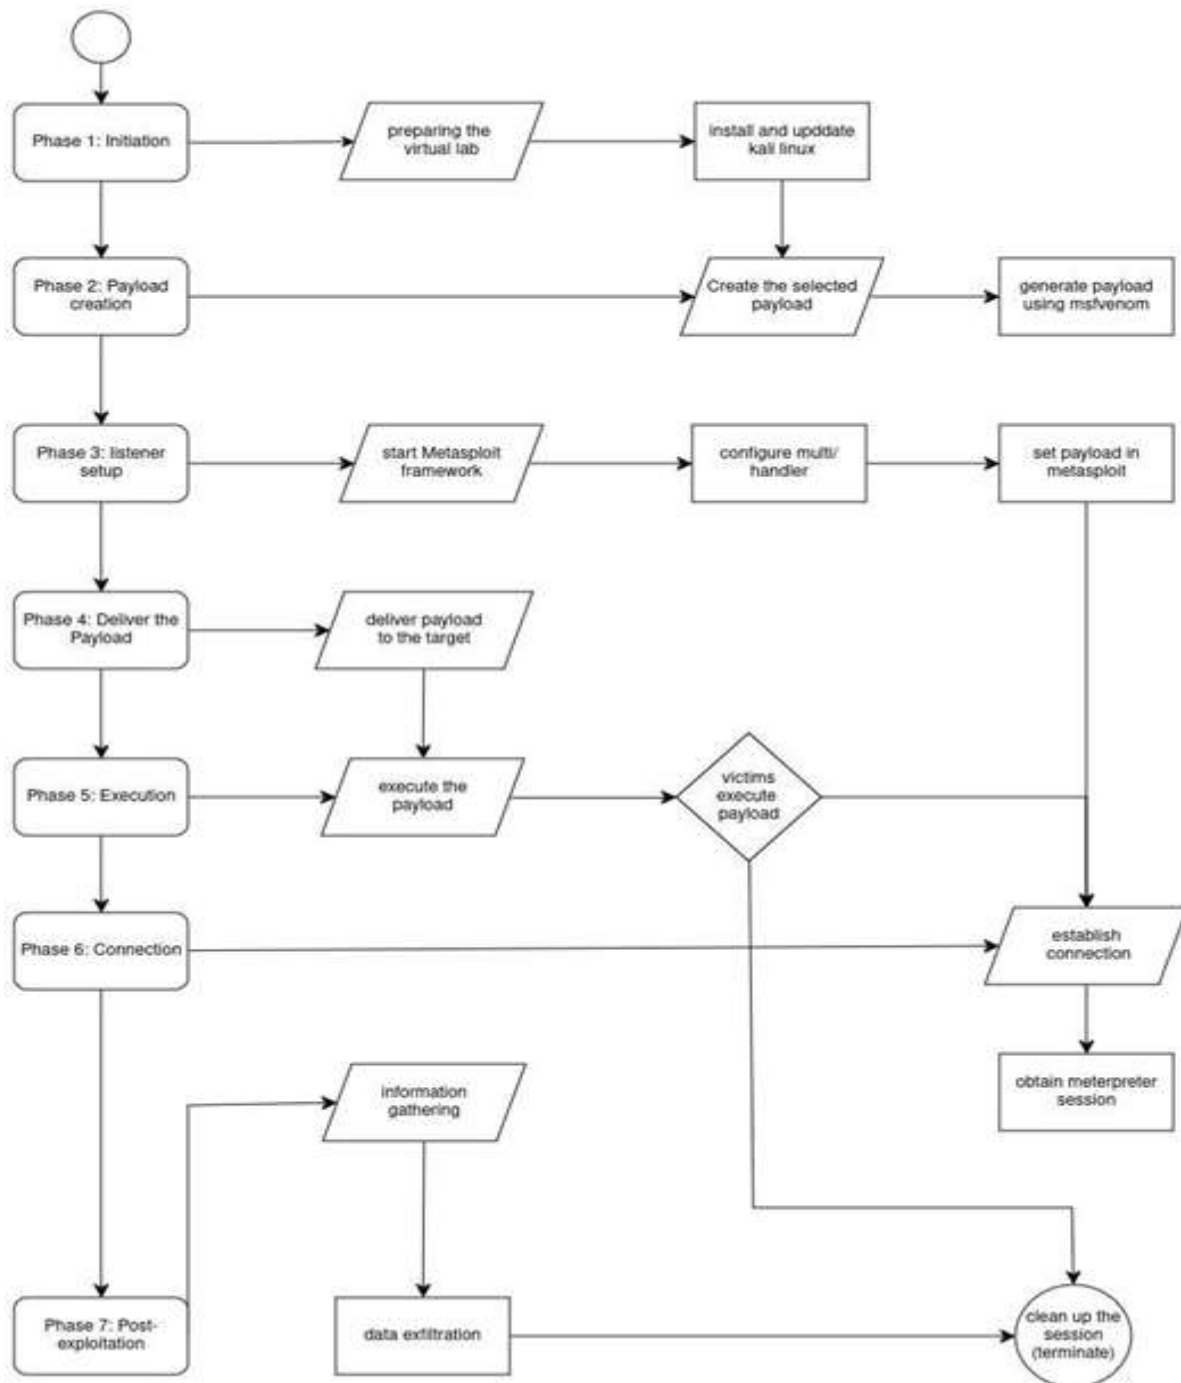 Phase 1: Initiation
preparing the
virtual lab
install and upddate
kali linux
Phase 2: Payload
creation
Create the selected
payload
generate payload
using msfvenom
Phase 3: listener
setup
start Metasploit
framework
configure multi/
handler
set payload in
metasploit
Phase 4: Deliver the
Payload
deliver payload
to the target
Phase 5: Execution
execute the
payload
victims
execute
payload
Phase 6: Connection
establish
connection
information
gathering
obtain meterpreter
session
Phase 7: Post-
exploitation
data exfiltration
clean up the
session
(terminate)